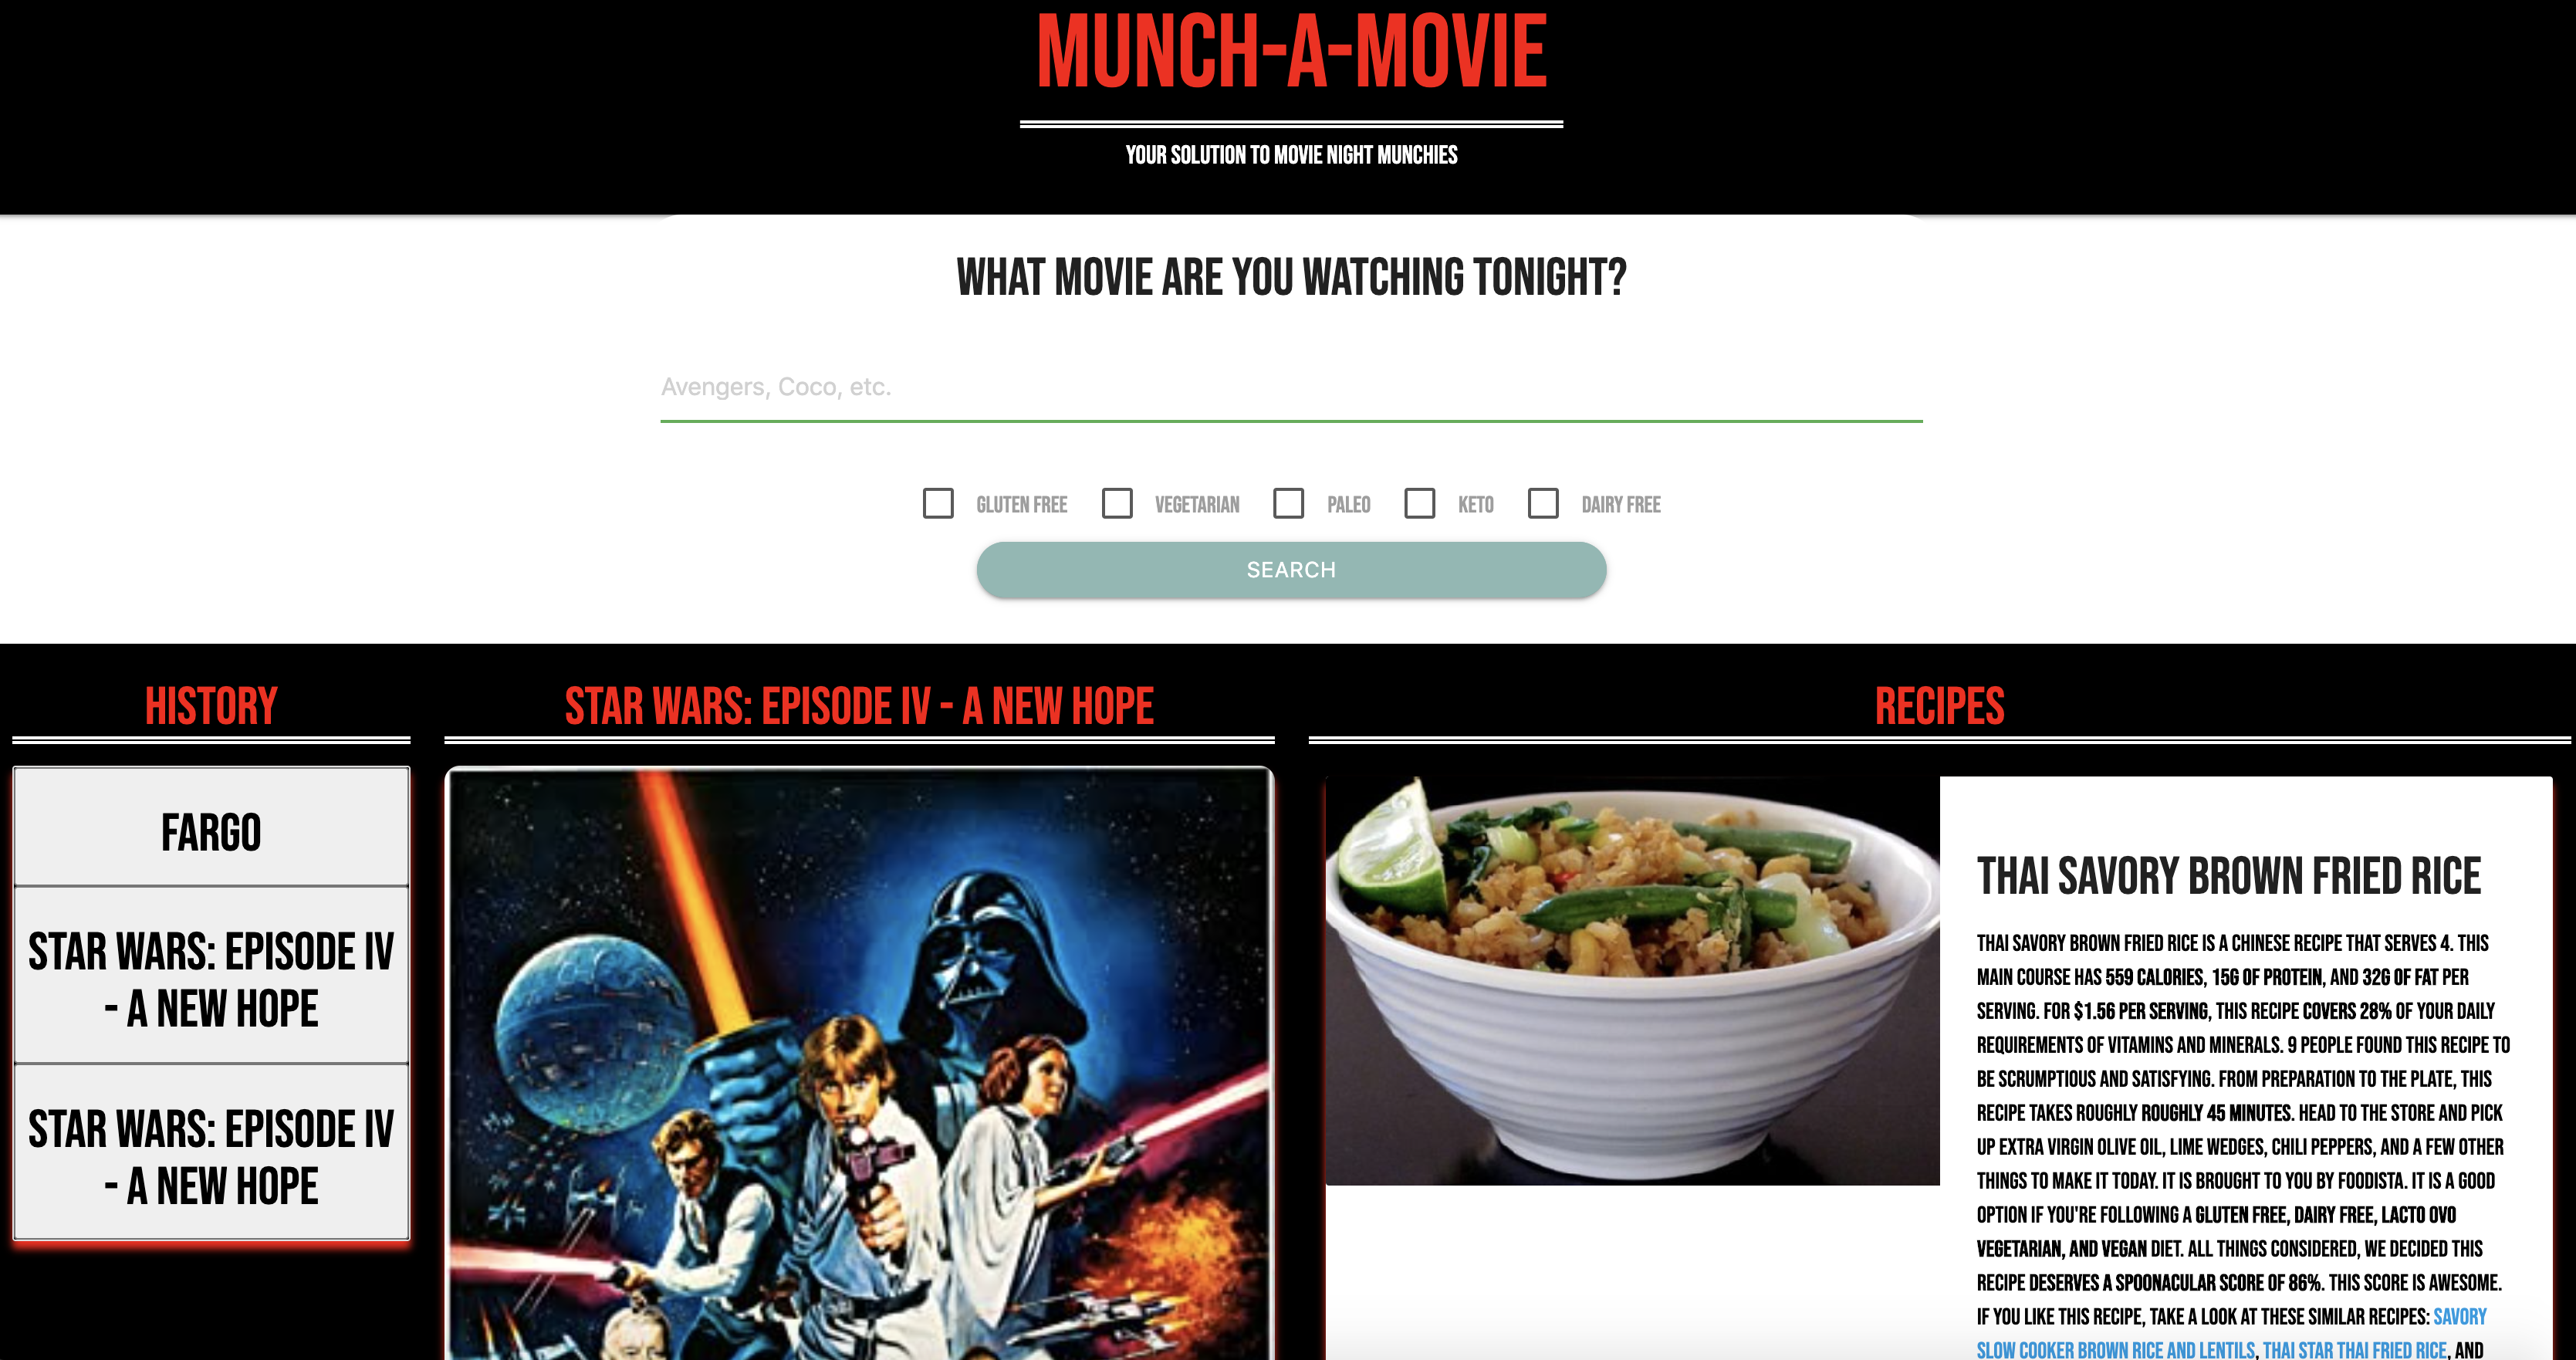 MUNCH-A-MOVIE
YOUR SOLUTION TO MOVIE NIGHT MUNCHIES
WHAT MOVIE ARE YOU WATCHING TONIGHT?
Avengers, Coco, etc.
GLUTEN FREE VEGETARIAN PALEO KETO DAIRY FREE
SEARCH
HISTORY
FARGO
STAR WARS: EPISODE IV
- A NEW HOPE
STAR WARS: EPISODE IV
- A NEW HOPE
STAR WARS: EPISODE IV - A NEW HOPE
RECIPES
THAI SAVORY BROWN FRIED RICE
THAI SAVORY BROWN FRIED RICE IS A CHINESE RECIPE THAT SERVES 4. THIS
MAIN COURSE HAS 559 CALORIES, 15G OF PROTEIN, AND 32G OF FAT PER
SERVING. FOR $1.56 PER SERVING, THIS RECIPE COVERS 28% OF YOUR DAILY
REQUIREMENTS OF VITAMINS AND MINERALS. 9 PEOPLE FOUND THIS RECIPE TO
BE SCRUMPTIOUS AND SATISFYING. FROM PREPARATION TO THE PLATE, THIS
RECIPE TAKES ROUGHLY ROUGHLY 45 MINUTES. HEAD TO THE STORE AND PICK
UP EXTRA VIRGIN OLIVE OIL, LIME WEDGES, CHILI PEPPERS, AND A FEW OTHER
THINGS TO MAKE IT TODAY. IT IS BROUGHT TO YOU BY FOODISTA. IT IS A GOOD
OPTION IF YOU'RE FOLLOWING A GLUTEN FREE, DAIRY FREE, LACTO OVO
VEGETARIAN, AND VEGAN DIET. ALL THINGS CONSIDERED, WE DECIDED THIS
RECIPE DESERVES A SPOONACULAR SCORE OF 86%. THIS SCORE IS AWESOME.
IF YOU LIKE THIS RECIPE, TAKE A LOOK AT THESE SIMILAR RECIPES: SAVORY
SLOW COOKER BROWN RICE AND LENTILS, THAI STAR THAI FRIED RICE, AND